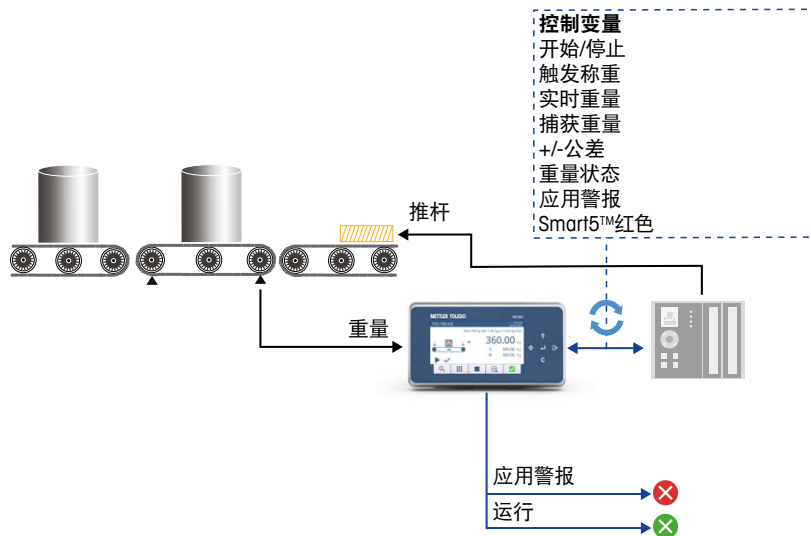 控制变量
开始/停止
触发称重
实时重量
捕获重量
+/-公差
重量状态
应用警报
Smart5™红色
推杆
重量
METTLER TOLEDO
360.00
C
应用警报
运行